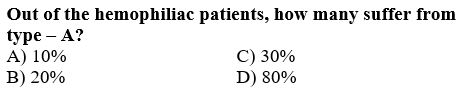 Out of the hemophiliac patients, how many suffer from
type – A?
A) 10% C) 30%
B) 20% D) 80%